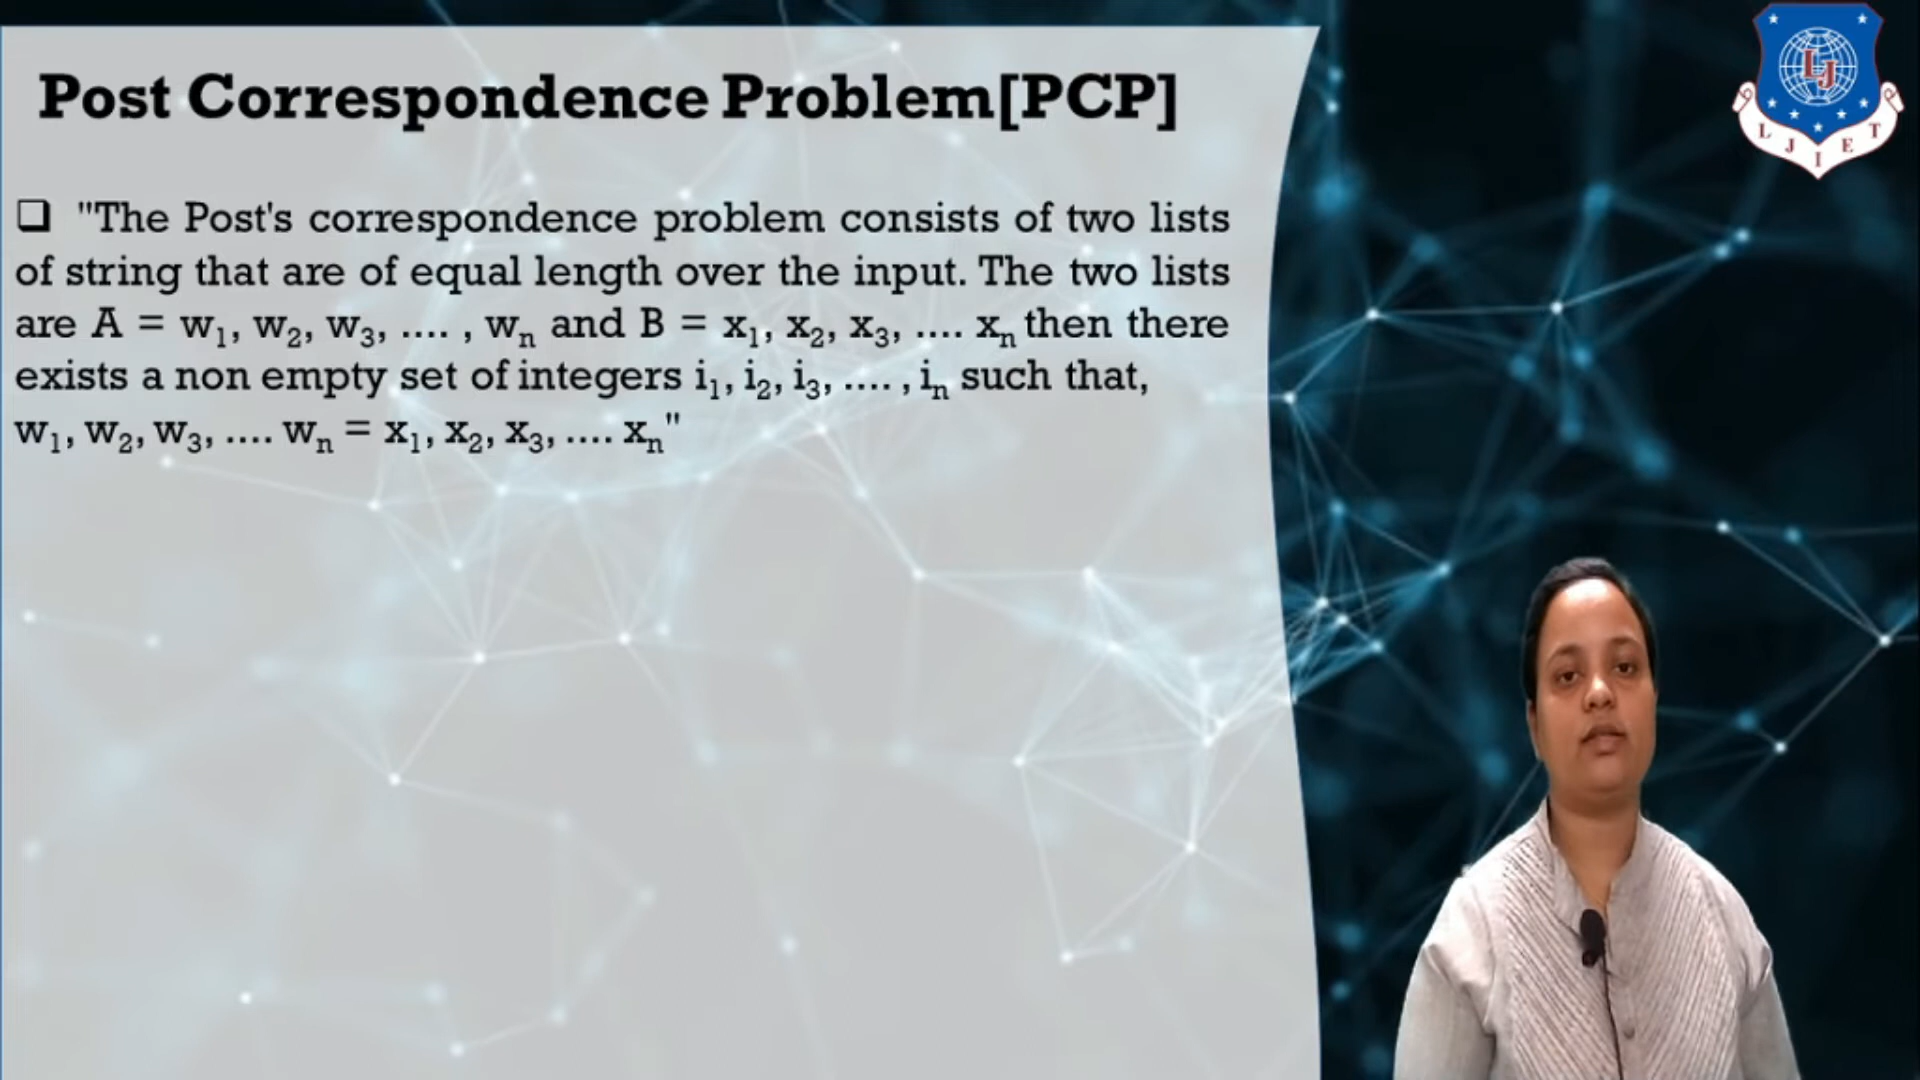 Post Correspondence Problem[PCP]
❑ "The Post's correspondence problem consists of two lists
of string that are of equal length over the input. The two lists
are A = w₁, w₂, w₃, .... , wₙ and B = x₁, x₂, x₃, .... xₙ then there
exists a non empty set of integers i₁, i₂, i₃, .... , iₙ such that,
w₁, w₂, w₃, .... wₙ = x₁, x₂, x₃, .... xₙ"
LJ
L J I E T